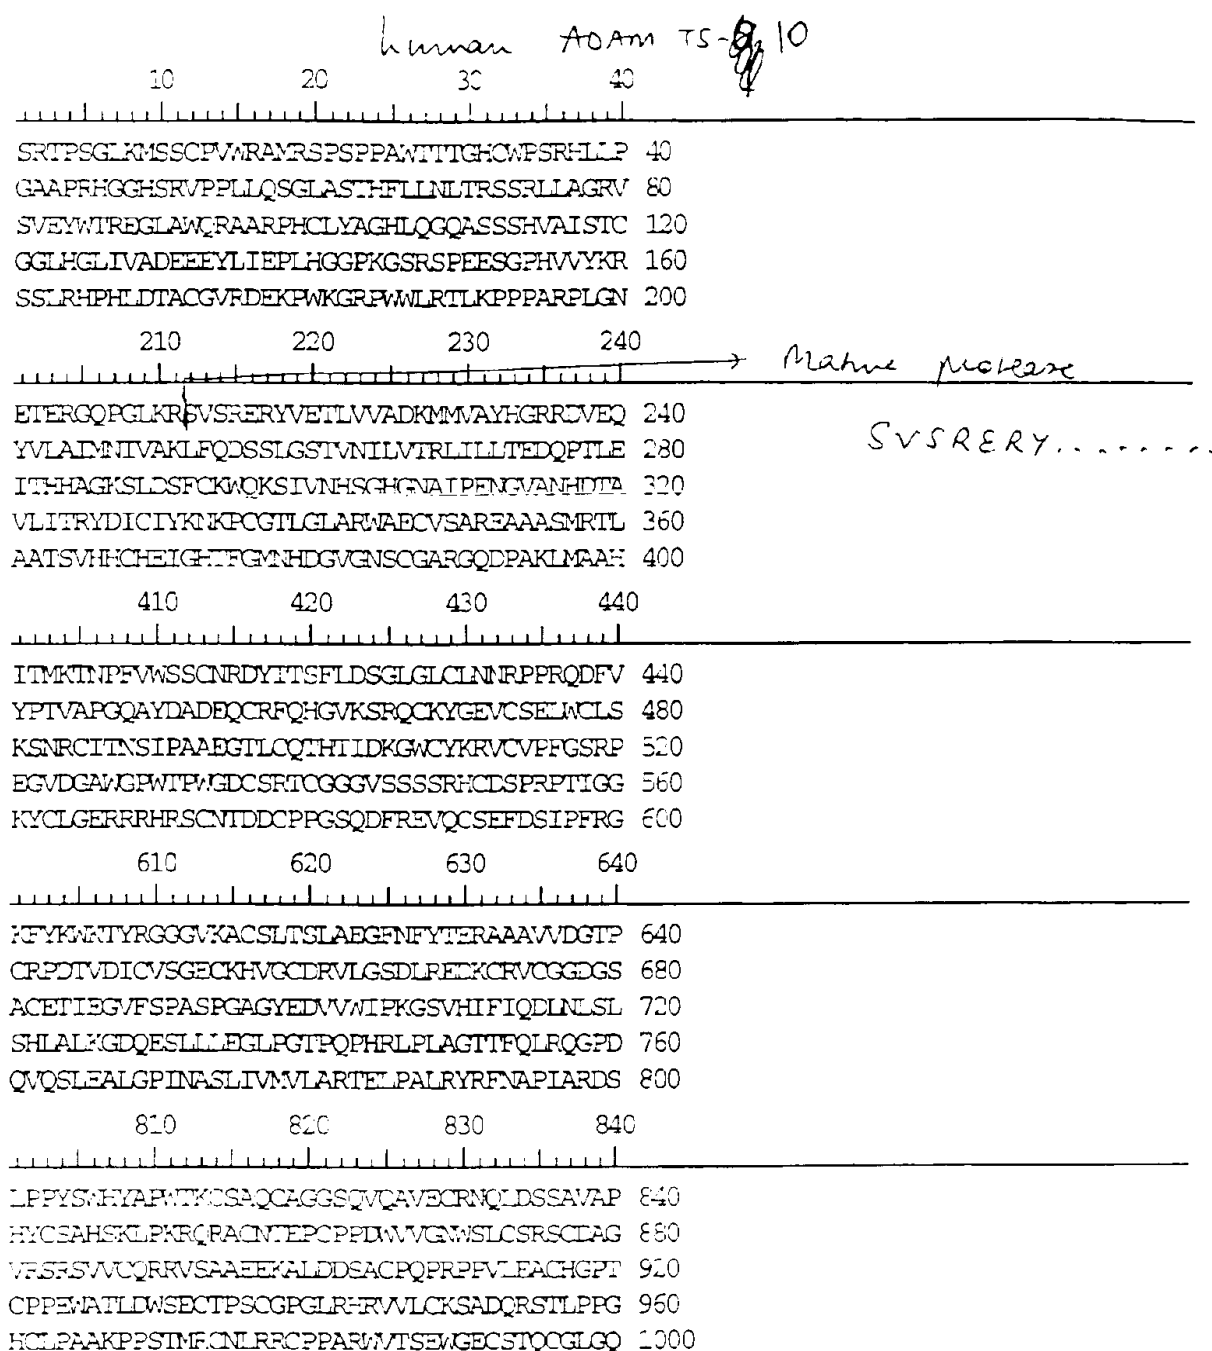 human ADAM TS-10
10 20 30 40
SRTPSGLKMSSCPVWRAMRSPSPPAWTTTGHCWPSRHLLP 40
GAAPRHGGHSRVPPLLQSGLASTHFLLNLTRSSRLLAGRV 80
SVEYWTREGLAWQRAARPHCLYAGHLQGQASSSHVAISTC 120
GGLHGLIVADEEEYLIEPLHGGPKGSRSPEESGPHVVYKR 160
SSLRHPHLDTACGVRDEKPWKGRPWWLRTLKPPPARPLGN 200
210 220 230 240
Mature protease
ETERGQPGLKRSVSRERYVETLVVADKMMVAYHGRRDVEQ 240
SVSRERY.........
YVLAIMNIVAKLFQDSSLGSTVNILVTRLILLTEDQPTLE 280
ITHHAGKSLDSFCKWQKSIVNHSGHGNAIPENGVANHDTA 320
VLITRYDICIYKNKPCGTLGLARWAECVSAREAAASMRTL 360
AATSVHHCHEIGHTFGMNHDGVGNSCGARGQDPAKLMAAH 400
410 420 430 440
ITMKTNPFVWSSCNRDYITSFLDSGLGLCLNNRPPRQDFV 440
YPTVAPGQAYDADEQCRFQHGVKSRQCKYGEVCSELWCLS 480
KSNRCITNSIPAAEGTLCQTHTIDKGWCYKRVCVPFGSRP 520
EGVDGAWGPWTPWGDCSRTCGGGVSSSSRHCDSPRPTIGG 560
KYCLGERRRHRSCNTDDCPPGSQDFREVQCSEFDSIPFRG 600
610 620 630 640
KFYKWKTYRGGGVKACSLTSLAEGFNFYTERAAAVVDGTP 640
CRPDTVDICVSGECKHVGCDRVLGSDLREDKCRVCGGDGS 680
ACETIEGVFSPASPGAGYEDVVWIPKGSVHIFIQDLNLSL 720
SHLALKGDQESLLLEGLPGTPQPHRLPLAGTTFQLRQGPD 760
QVQSLEALGPINASLIVMVLARTELPALRYRFNAPIARDS 800
810 820 830 840
LPPYSWHYAPWTKCSAQCAGGSQVQAVECRNQLDSSAVAP 840
HYCSAHSKLPKRQRACNTEPCPPDWVVGNWSLCSRSCDAG 880
VRSRSVVCQRRVSAAEEKALDDSACPQPRPPVLEACHGPT 920
CPPEWATLDWSECTPSCGPGLRHRVVLCKSADQRSTLPPG 960
HCLPAAKPPSTMRCNLRRCPPARWVTSEWGECSTQCGLGQ 1000